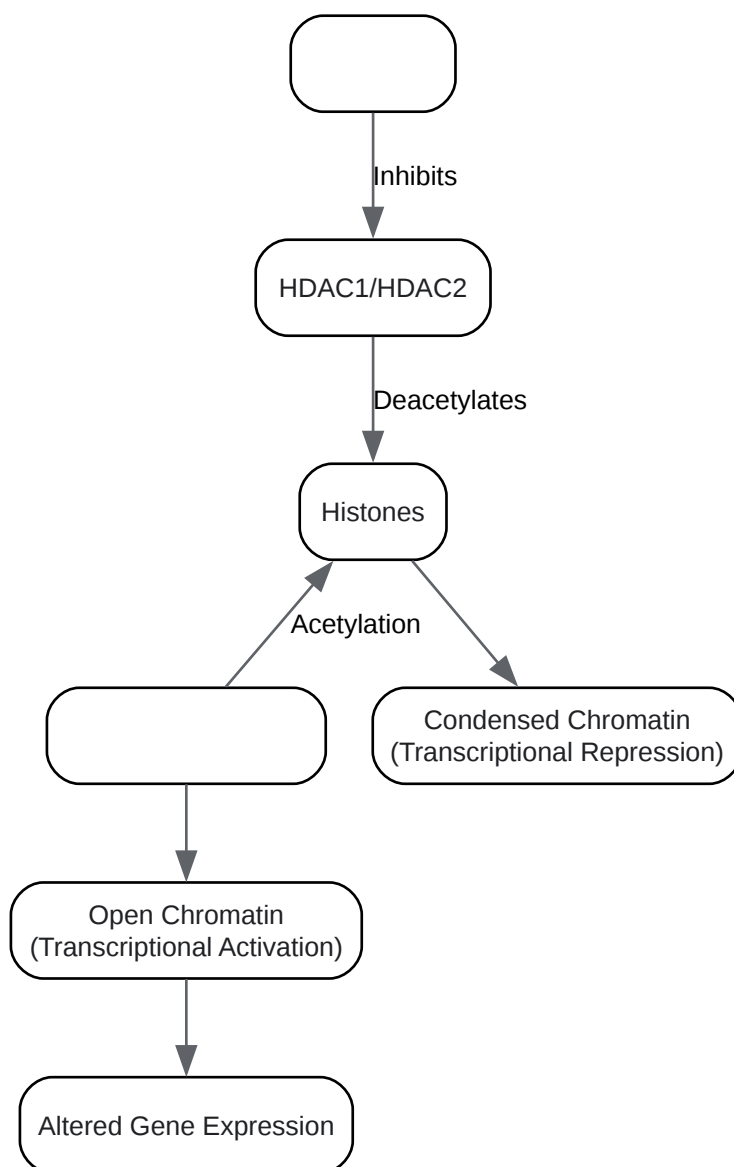 Inhibits
HDAC1/HDAC2
Deacetylates
Histones
Acetylation
Condensed Chromatin
(Transcriptional Repression)
Open Chromatin
(Transcriptional Activation)
Altered Gene Expression